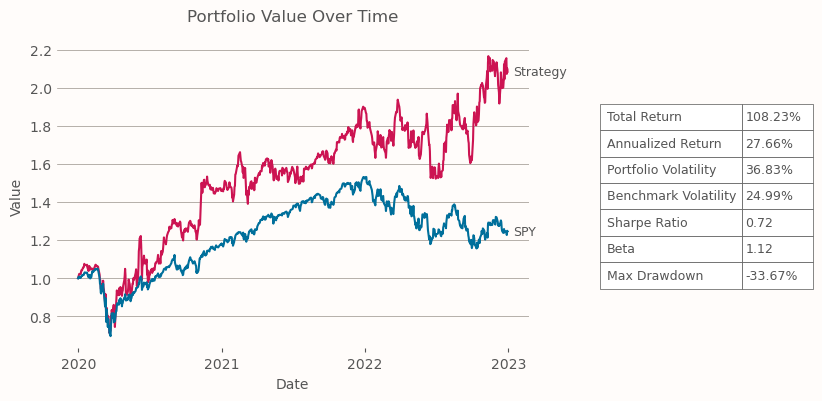 Portfolio Value Over Time
Value
2.2
2.0
1.8
1.6
1.4
1.2
1.0
0.8
Strategy
SPY
2020 2021 2022 2023
Date
Total Return 108.23%
Annualized Return 27.66%
Portfolio Volatility 36.83%
Benchmark Volatility 24.99%
Sharpe Ratio 0.72
Beta 1.12
Max Drawdown -33.67%